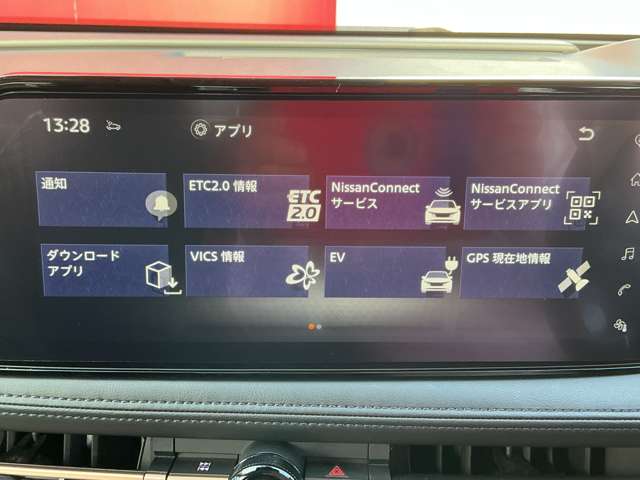 13:28
アプリ
通知
ETC2.0 情報
ETC
2.0
NissanConnect
サービス
NissanConnect
サービスアプリ
ダウンロード
アプリ
VICS 情報
EV
GPS 現在地情報